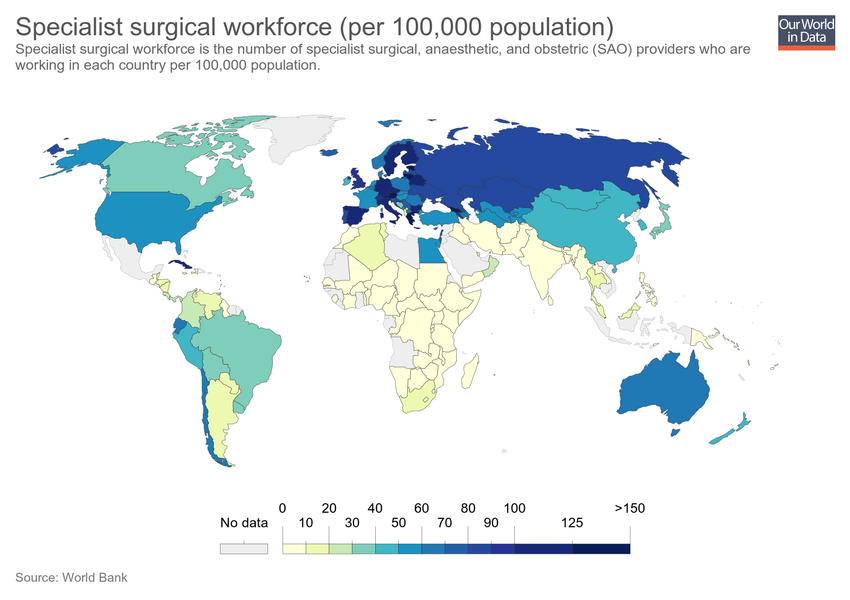 Specialist surgical workforce (per 100,000 population)
Our World
in Data
Specialist surgical workforce is the number of specialist surgical, anaesthetic, and obstetric (SAO) providers who are
working in each country per 100,000 population.
0 20 40 60 80 100 >150
No data 10 30 50 70 90 125
Source: World Bank